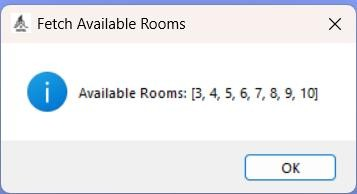 Fetch Available Rooms
Available Rooms: [3, 4, 5, 6, 7, 8, 9, 10]
OK